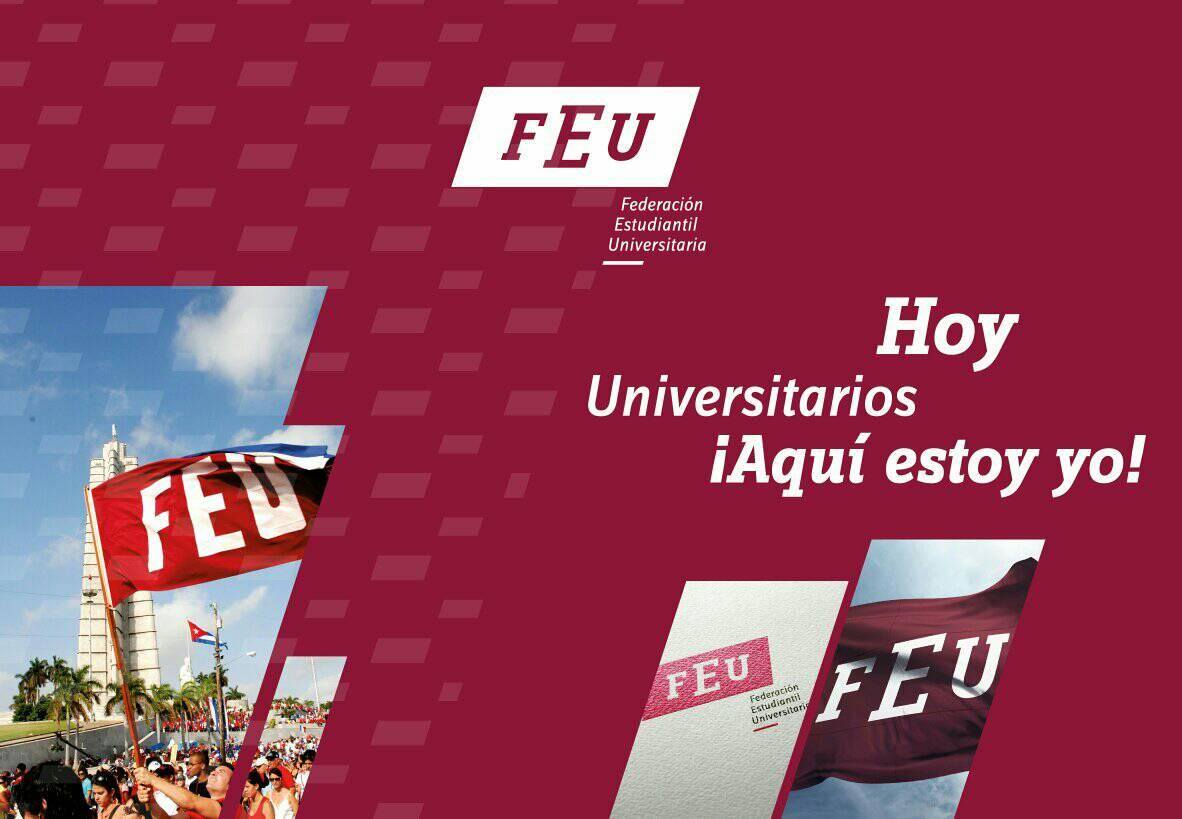 FEU
Federación
Estudiantil
Universitaria
Hoy
Universitarios
¡Aquí estoy yo!
FEU
FEU
Federación
Estudiantil
Universitaria
FEU